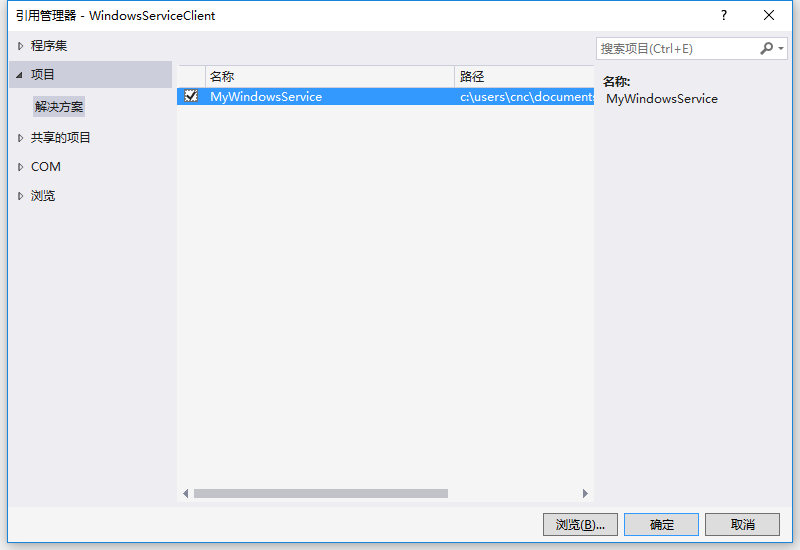 引用管理器 - WindowsServiceClient
?
程序集
项目
解决方案
共享的项目
COM
浏览
名称 路径
MyWindowsService c:\users\cnc\documents
搜索项目(Ctrl+E)
名称:
MyWindowsService
浏览(B)... 确定 取消